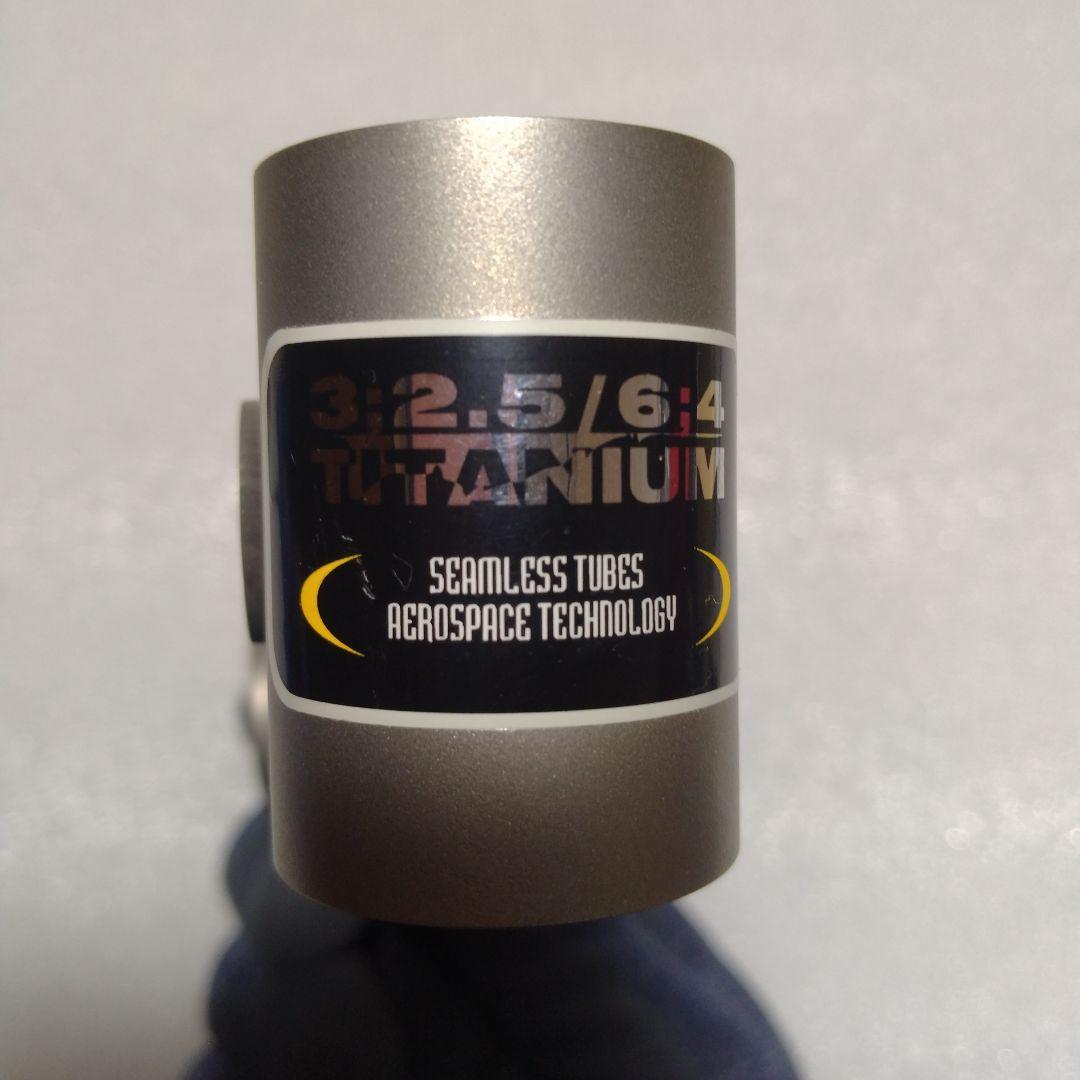 3;2.5/6;4
TITANIUM
SEAMLESS TUBES
AEROSPACE TECHNOLOGY